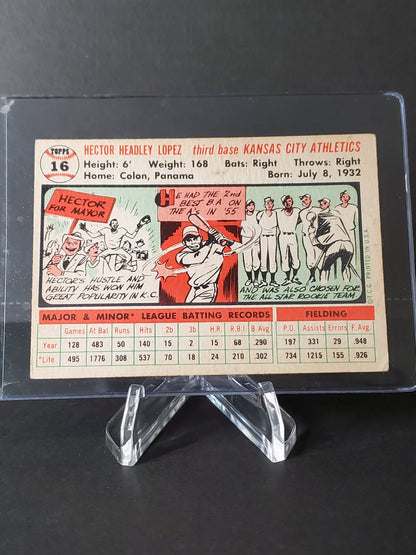 TOPPS
16
HECTOR HEADLEY LOPEZ third base KANSAS CITY ATHLETICS
Height: 6' Weight: 168 Bats: Right Throws: Right
Home: Colon, Panama Born: July 8, 1932
HECTOR FOR MAYOR
HECTOR'S HUSTLE AND
ABILITY HAS WON HIM
GREAT POPULARITY IN K.C.
HE HAD THE 2nd
BEST B.A. ON
THE A's IN '55
AND WAS ALSO CHOSEN FOR
THE ALL STAR ROOKIE TEAM.
©T.C.G. PRINTED IN U.S.A.
MAJOR & MINOR* LEAGUE BATTING RECORDS FIELDING
Games At Bat Runs Hits 2b 3b H.R. R.B.I. B.Avg. P.O. Assists Errors F.Avg.
Year 128 483 50 140 15 2 15 68 .290 197 331 29 .948
*Life 495 1776 308 537 70 14 24 210 .302 734 1215 155 .926